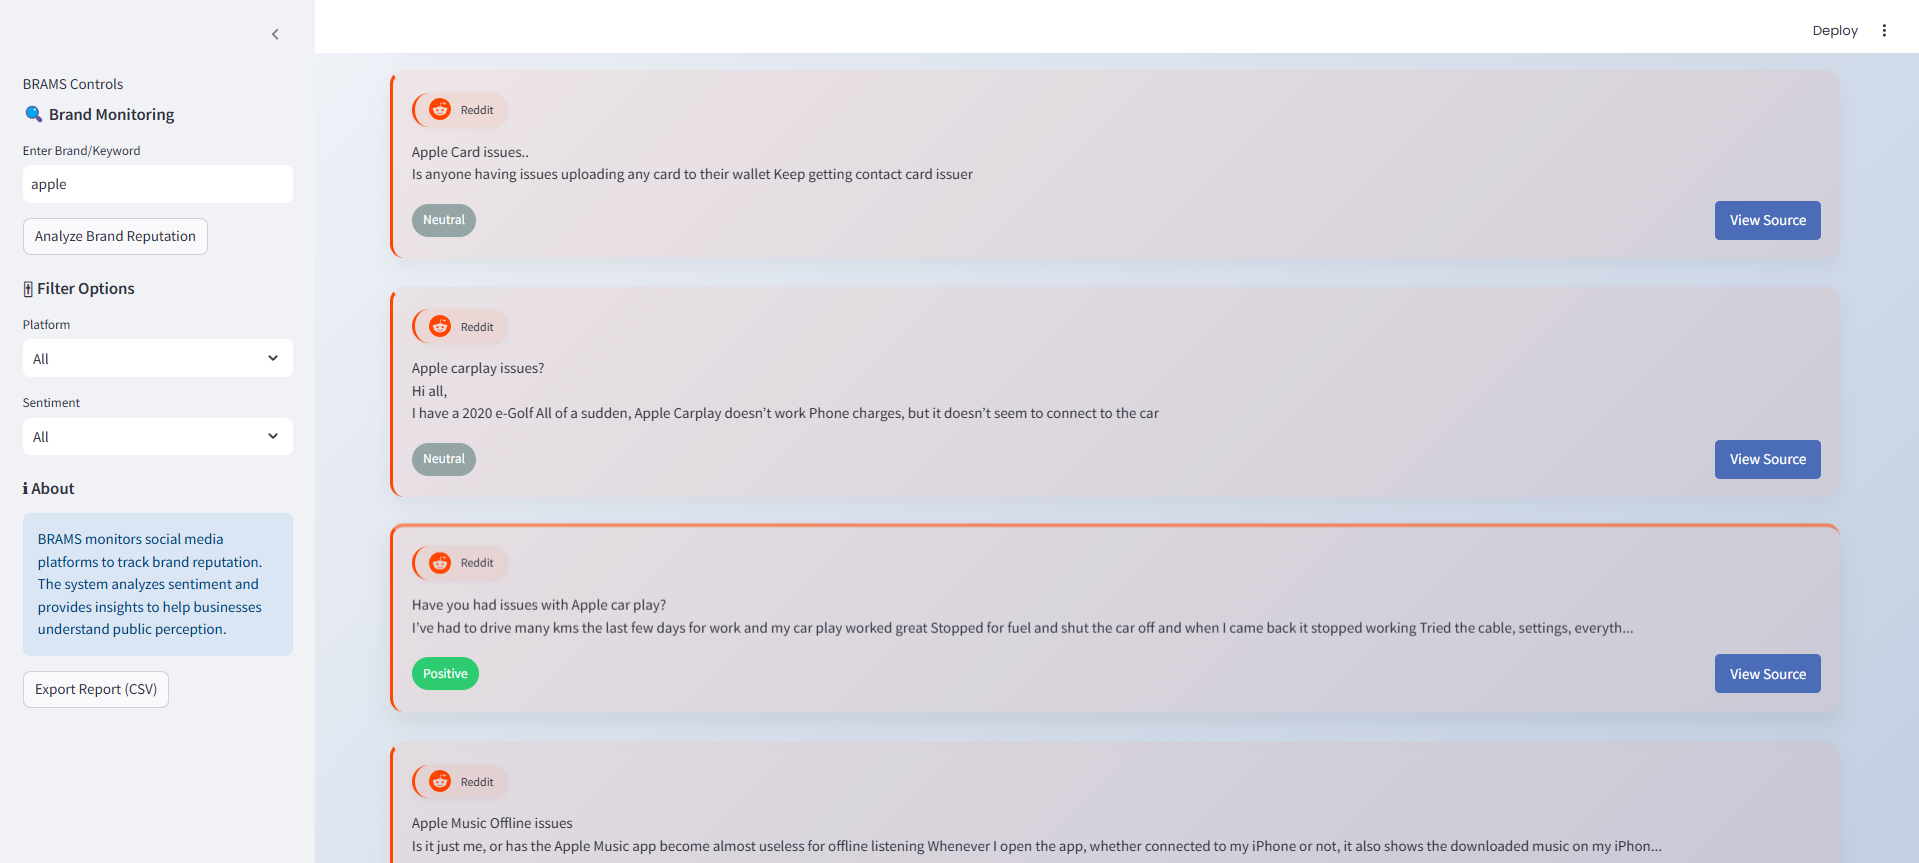 Deploy
BRAMS Controls
Brand Monitoring
Enter Brand/Keyword
apple
Analyze Brand Reputation
Filter Options
Platform
All
Sentiment
All
About
BRAMS monitors social media
platforms to track brand reputation.
The system analyzes sentiment and
provides insights to help businesses
understand public perception.
Export Report (CSV)
Reddit
Apple Card issues..
Is anyone having issues uploading any card to their wallet Keep getting contact card issuer
Neutral
View Source
Reddit
Apple carplay issues?
Hi all,
I have a 2020 e-Golf All of a sudden, Apple Carplay doesn’t work Phone charges, but it doesn’t seem to connect to the car
Neutral
View Source
Reddit
Have you had issues with Apple car play?
I’ve had to drive many kms the last few days for work and my car play worked great Stopped for fuel and shut the car off and when I came back it stopped working Tried the cable, settings, everyth...
Positive
View Source
Reddit
Apple Music Offline issues
Is it just me, or has the Apple Music app become almost useless for offline listening Whenever I open the app, whether connected to my iPhone or not, it also shows the downloaded music on my iPhon...